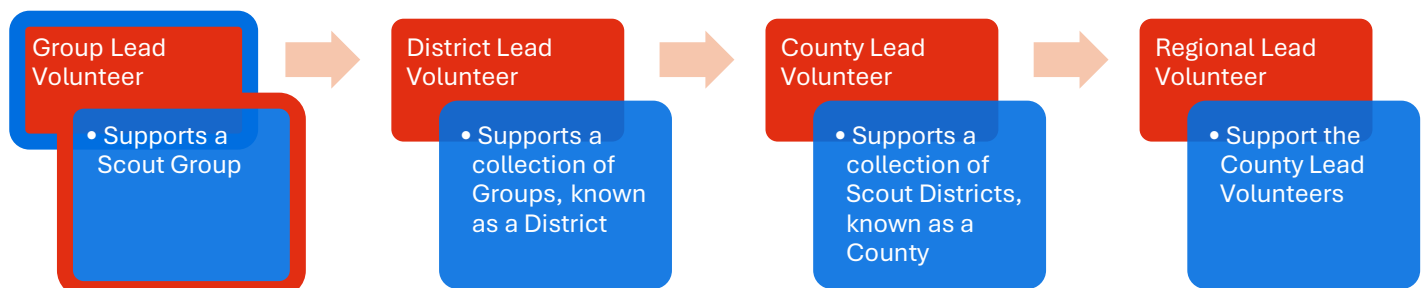 Group Lead
Volunteer
• Supports a
Scout Group
District Lead
Volunteer
• Supports a
collection of
Groups, known
as a District
County Lead
Volunteer
• Supports a
collection of
Scout Districts,
known as a
County
Regional Lead
Volunteer
• Support the
County Lead
Volunteers